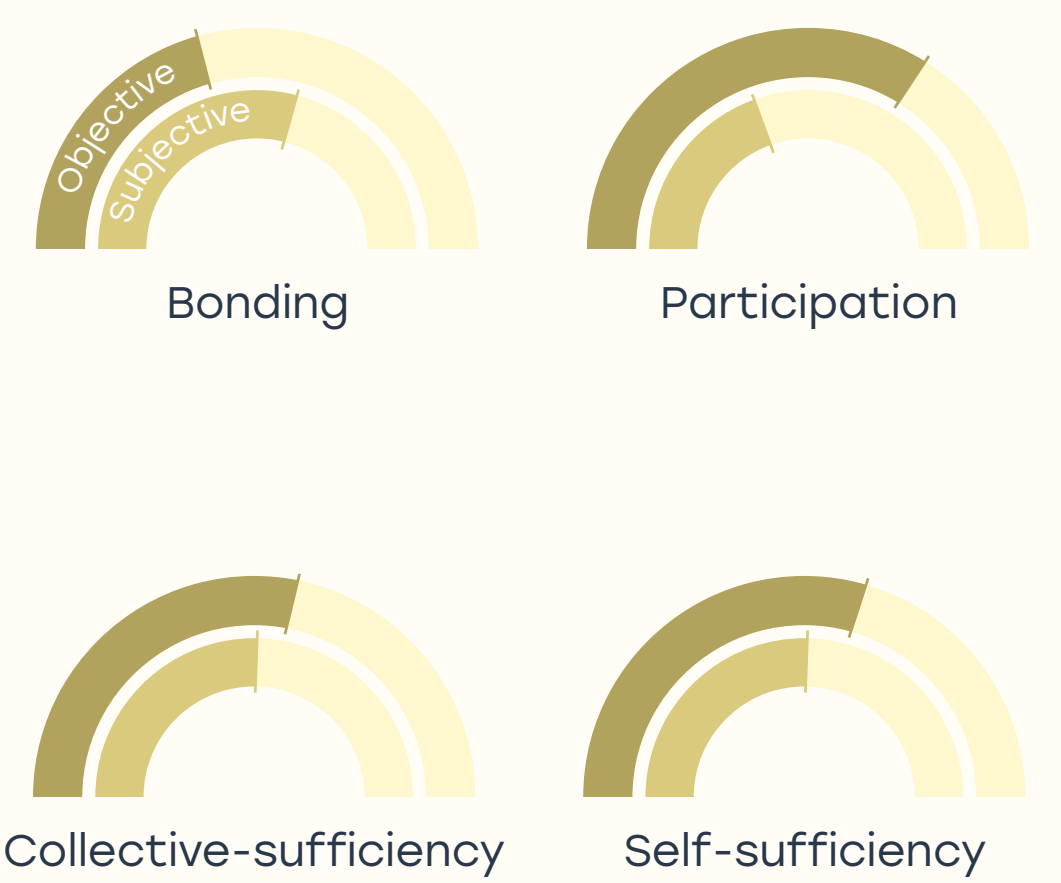 Objective
Subjective
Bonding
Participation
Collective-sufficiency
Self-sufficiency